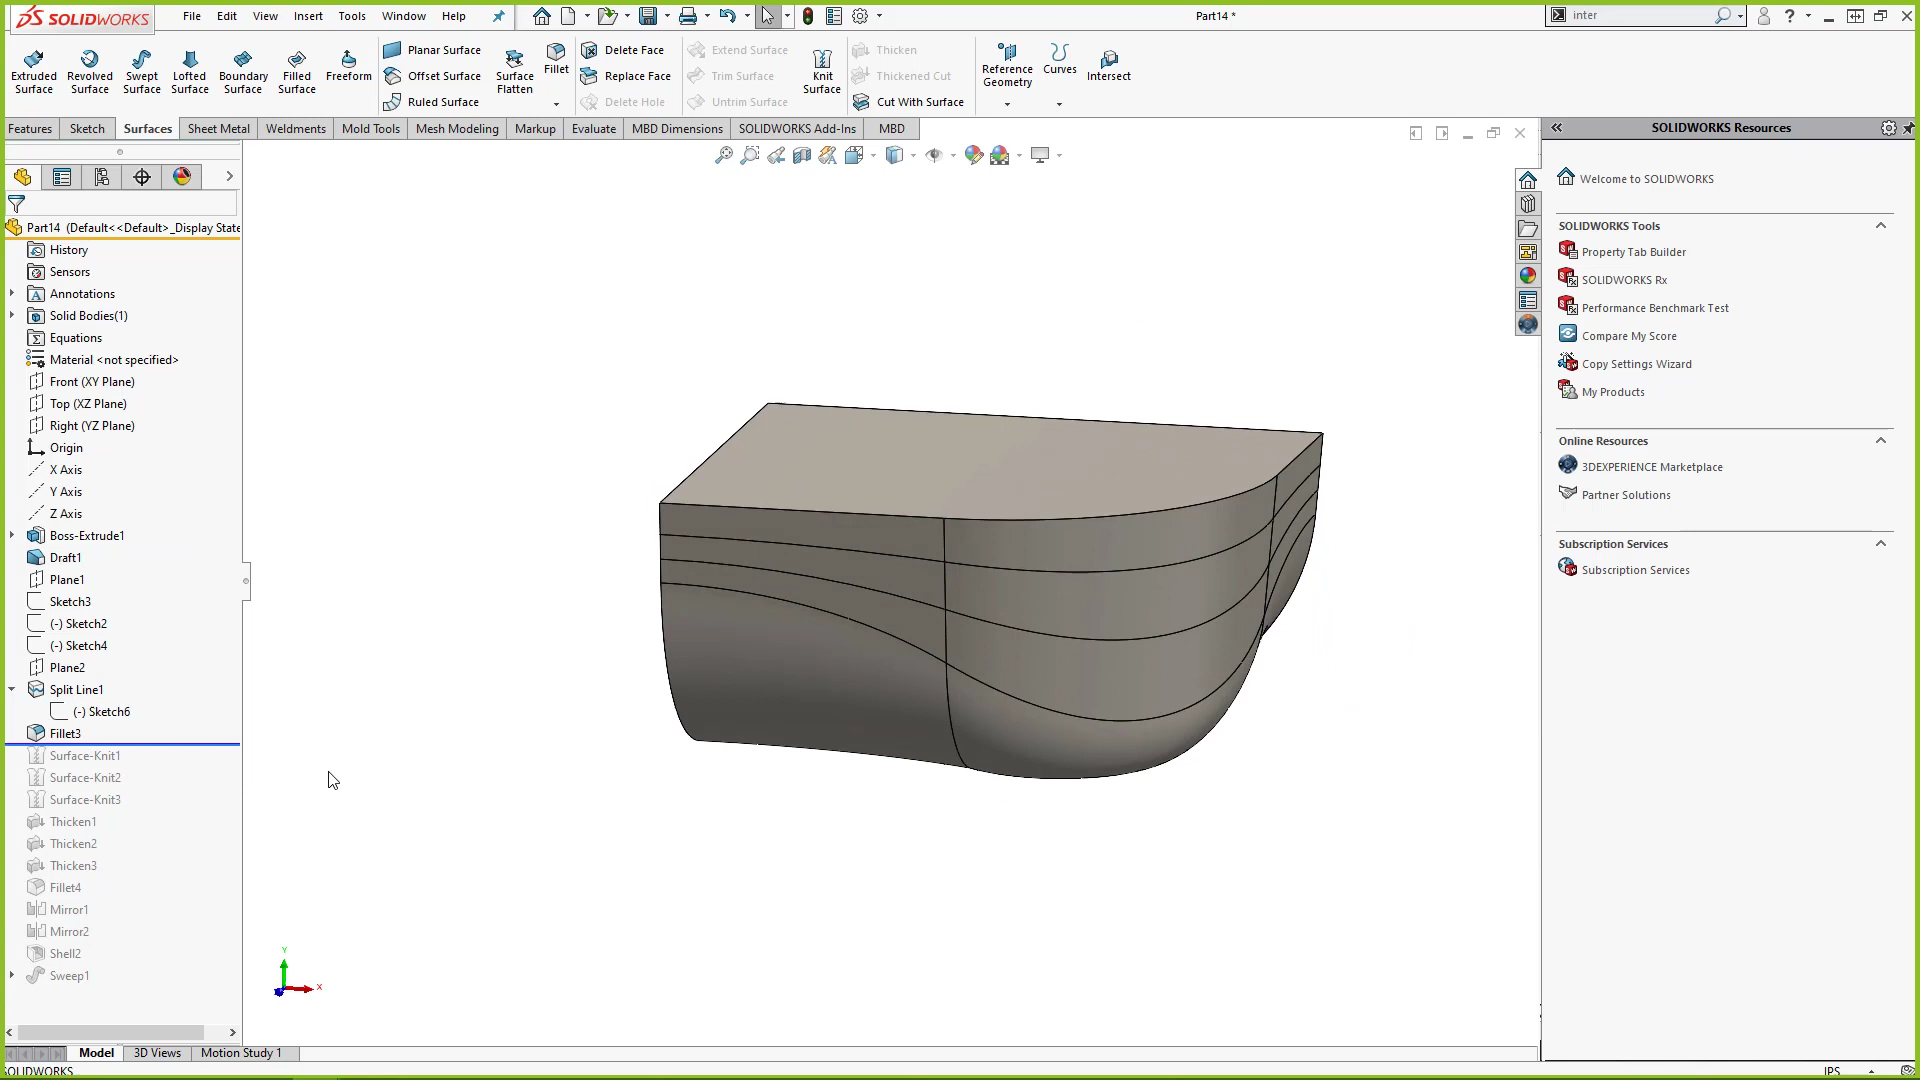 SOLIDWORKS
File Edit View Insert Tools Window Help
Part14 *
inter
Extruded Surface
Revolved Surface
Swept Surface
Lofted Surface
Boundary Surface
Filled Surface
Freeform
Planar Surface
Offset Surface
Ruled Surface
Surface Flatten
Fillet
Delete Face
Replace Face
Delete Hole
Extend Surface
Trim Surface
Untrim Surface
Knit Surface
Thicken
Thickened Cut
Cut With Surface
Reference Geometry
Curves
Intersect
Features Sketch Surfaces Sheet Metal Weldments Mold Tools Mesh Modeling Markup Evaluate MBD Dimensions SOLIDWORKS Add-Ins MBD
Part14 (Default<<Default>_Display State
History
Sensors
Annotations
Solid Bodies(1)
Equations
Material <not specified>
Front (XY Plane)
Top (XZ Plane)
Right (YZ Plane)
Origin
X Axis
Y Axis
Z Axis
Boss-Extrude1
Draft1
Plane1
Sketch3
(-) Sketch2
(-) Sketch4
Plane2
Split Line1
(-) Sketch6
Fillet3
Surface-Knit1
Surface-Knit2
Surface-Knit3
Thicken1
Thicken2
Thicken3
Fillet4
Mirror1
Mirror2
Shell2
Sweep1
Y
X
SOLIDWORKS Resources
Welcome to SOLIDWORKS
SOLIDWORKS Tools
Property Tab Builder
SOLIDWORKS Rx
Performance Benchmark Test
Compare My Score
Copy Settings Wizard
My Products
Online Resources
3DEXPERIENCE Marketplace
Partner Solutions
Subscription Services
Subscription Services
Model 3D Views Motion Study 1
SOLIDWORKS
IPS